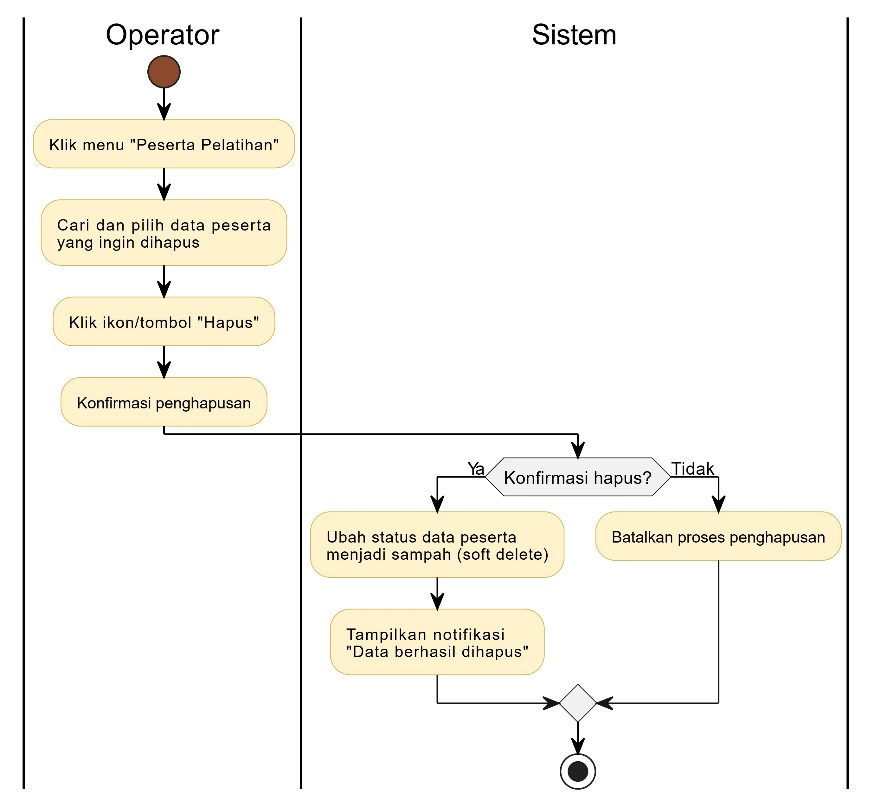 Operator
Sistem
Klik menu "Peserta Pelatihan"
Cari dan pilih data peserta
yang ingin dihapus
Klik ikon/tombol "Hapus"
Konfirmasi penghapusan
Ya
Konfirmasi hapus?
Tidak
Ubah status data peserta
menjadi sampah (soft delete)
Batalkan proses penghapusan
Tampilkan notifikasi
"Data berhasil dihapus"